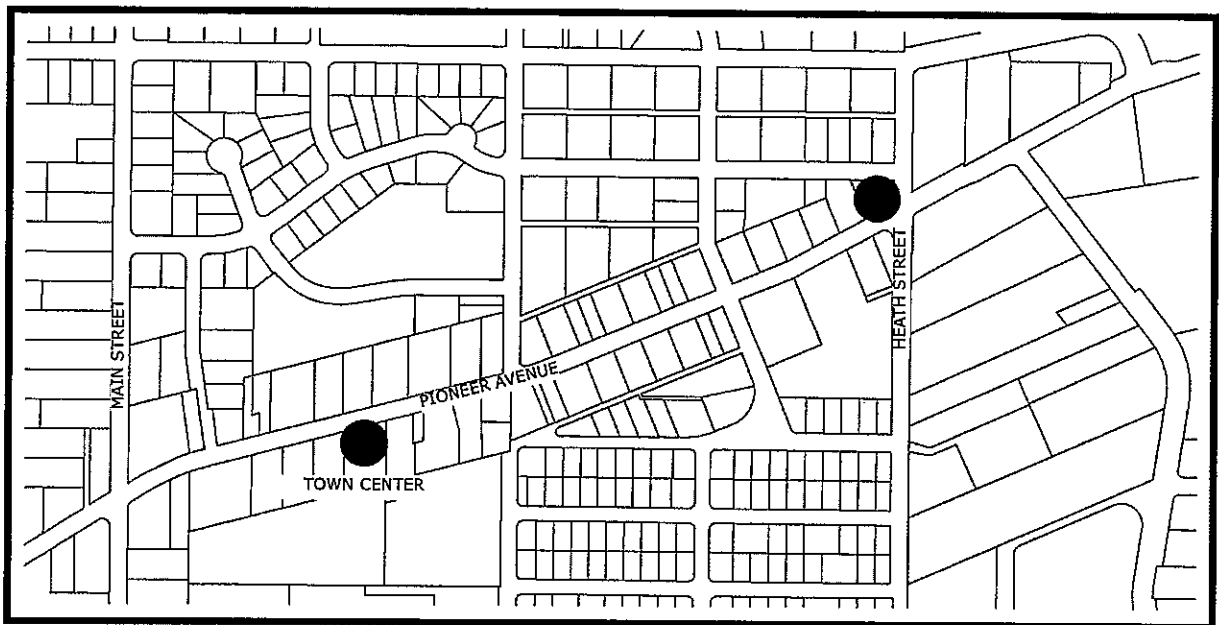 MAIN STREET
PIONEER AVENUE
TOWN CENTER
HEATH STREET